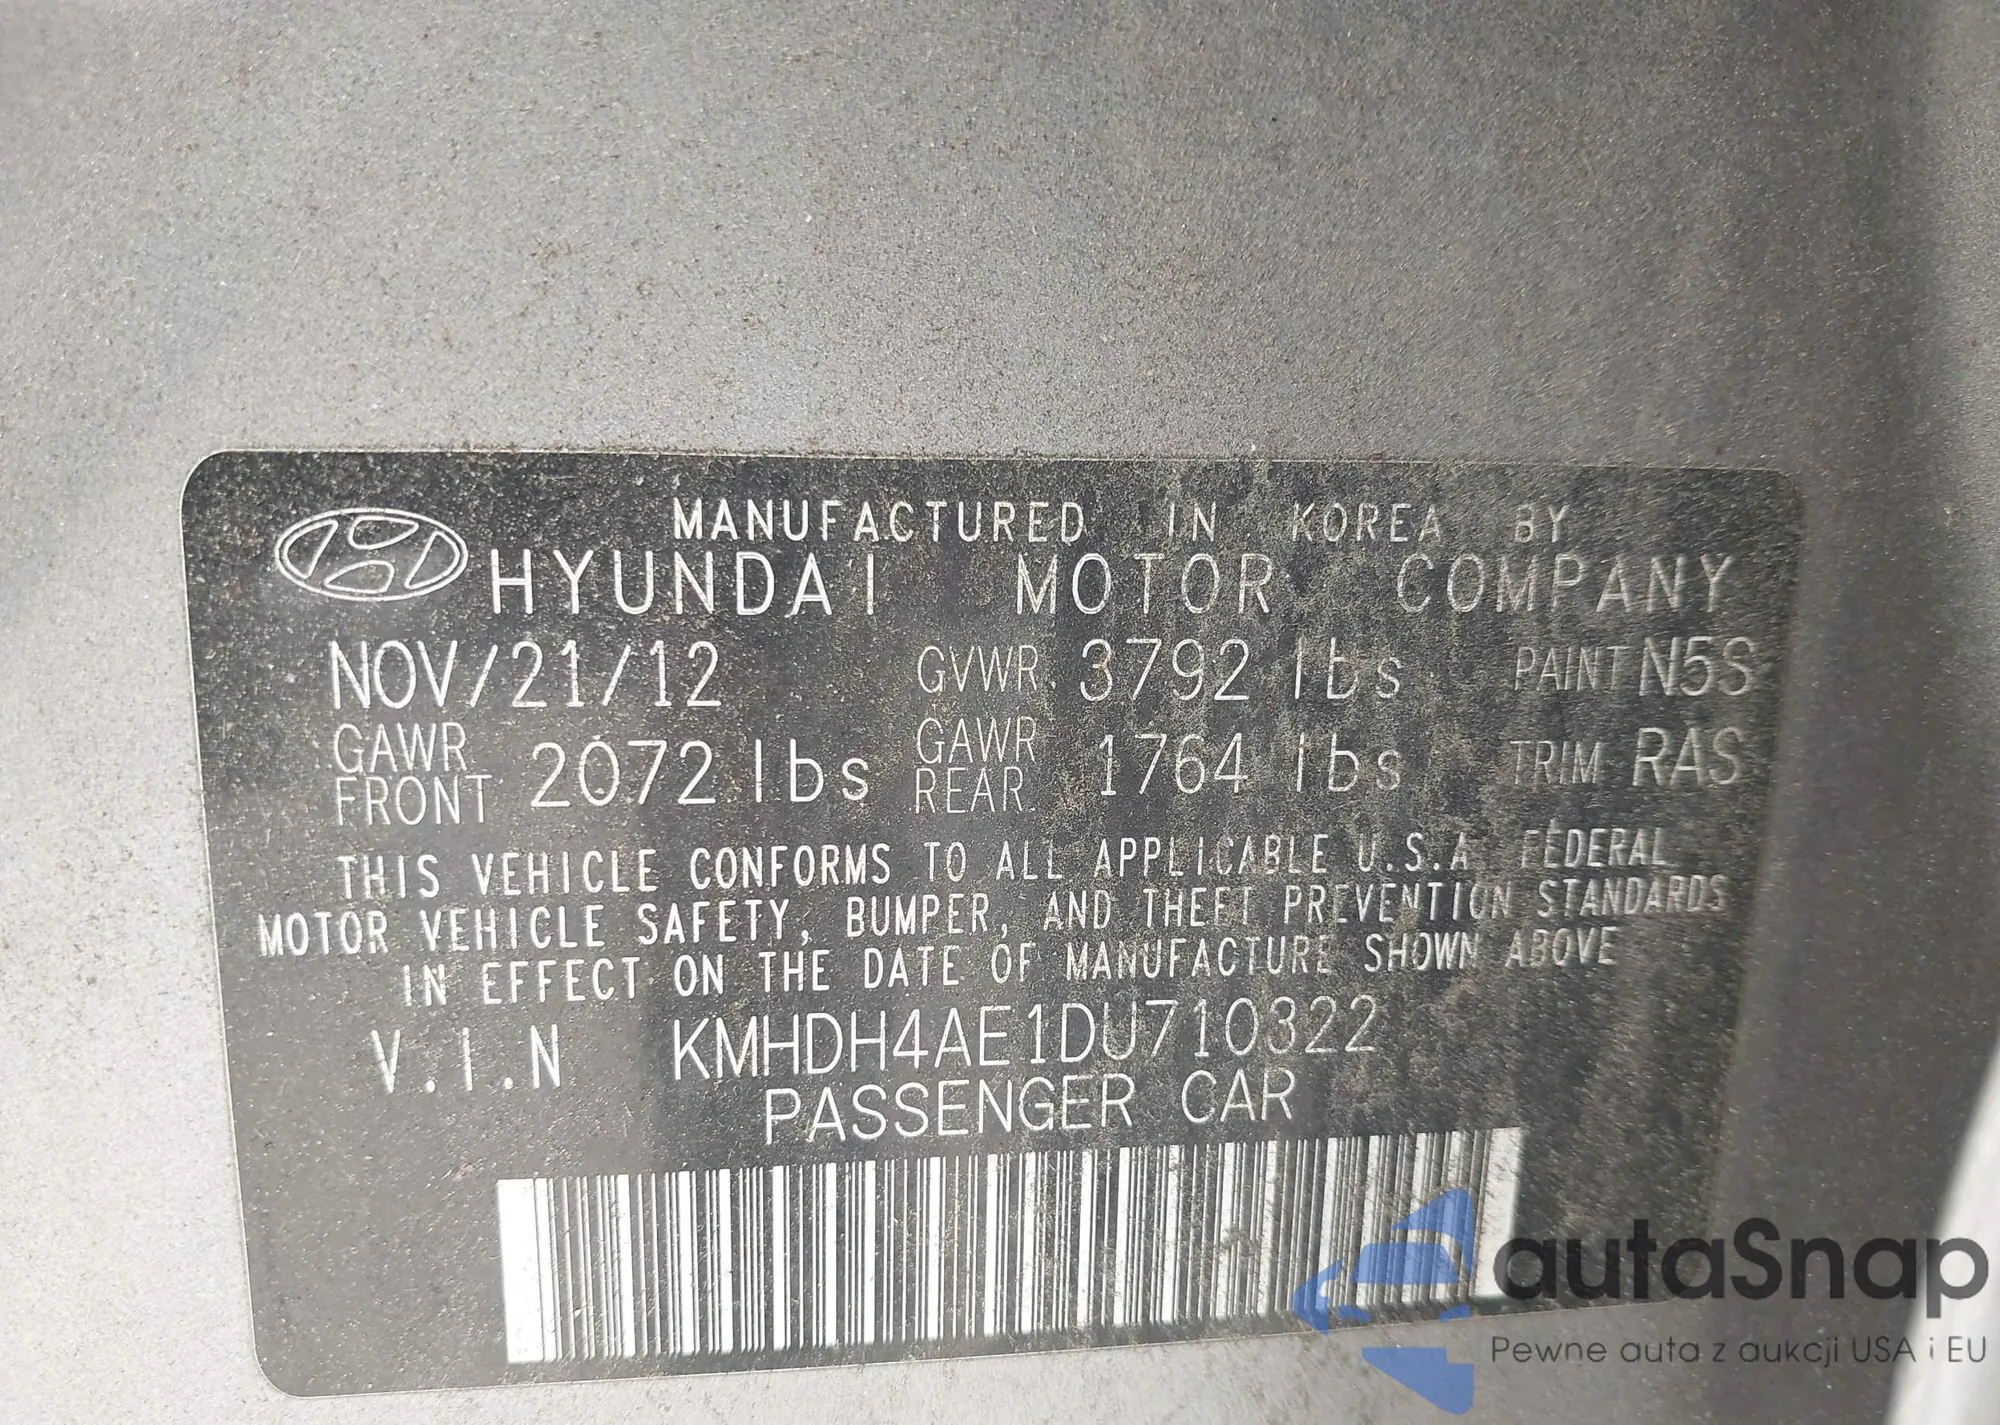 MANUFACTURED IN KOREA BY
HYUNDAI MOTOR COMPANY
NOV/21/12 GVWR 3792 lbs PAINT N5S
GAWR FRONT 2072 lbs GAWR REAR 1764 lbs TRIM RAS
THIS VEHICLE CONFORMS TO ALL APPLICABLE U.S.A FEDERAL
MOTOR VEHICLE SAFETY, BUMPER, AND THEFT PREVENTION STANDARDS
IN EFFECT ON THE DATE OF MANUFACTURE SHOWN ABOVE
V.I.N KMHDH4AE1DU710322
PASSENGER CAR
autaSnap
Pewne auta z aukcji USA i EU